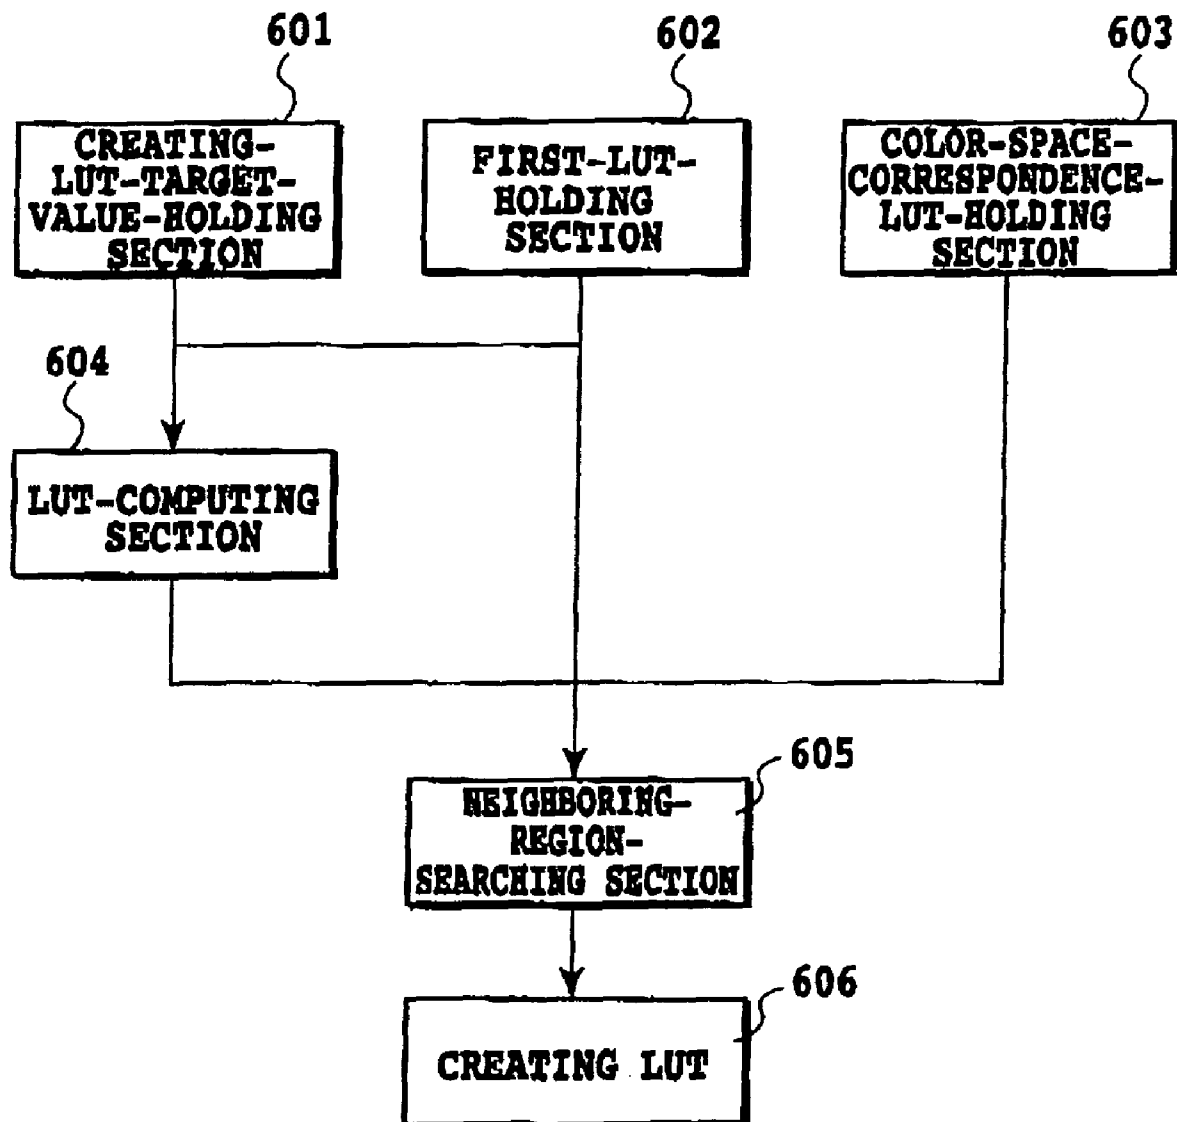 601
602
603
CREATING-
LUT-TARGET-
VALUE-HOLDING
SECTION
FIRST-LUT-
HOLDING
SECTION
COLOR-SPACE-
CORRESPONDENCE-
LUT-HOLDING
SECTION
604
LUT-COMPUTING
SECTION
605
NEIGHBORING-
REGION-
SEARCHING SECTION
606
CREATING LUT